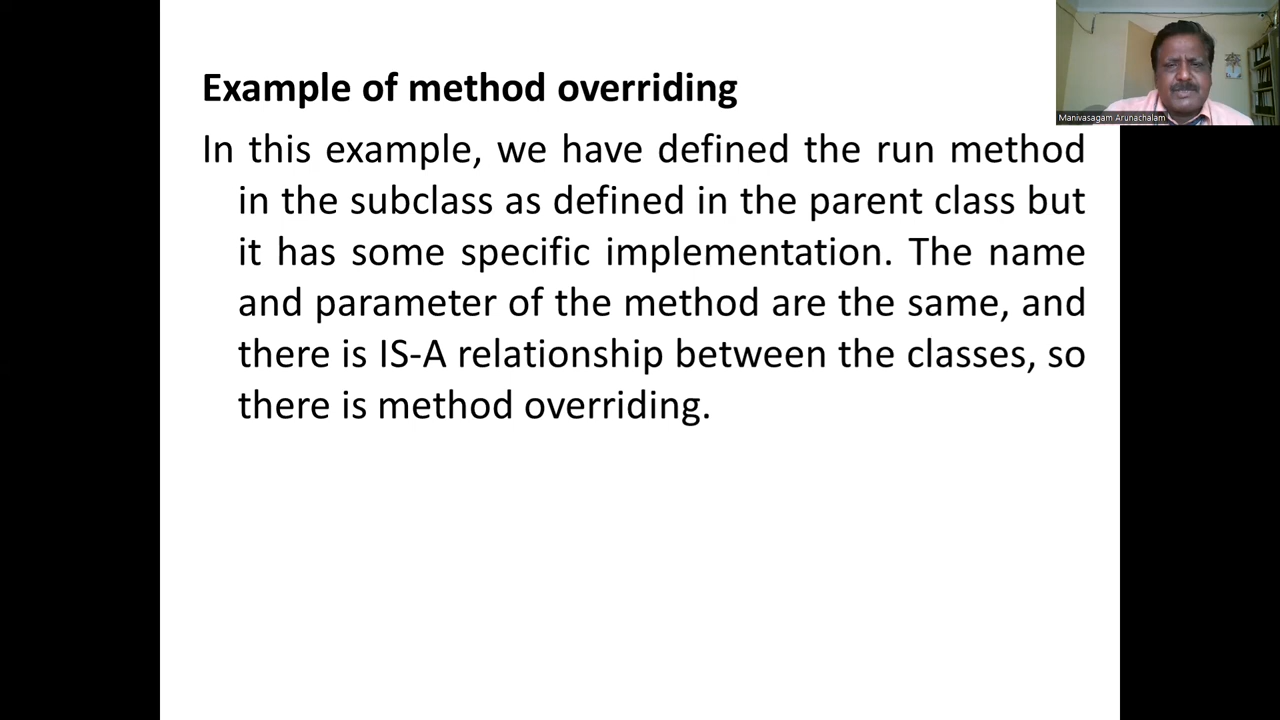 Example of method overriding
In this example, we have defined the run method
in the subclass as defined in the parent class but
it has some specific implementation. The name
and parameter of the method are the same, and
there is IS-A relationship between the classes, so
there is method overriding.
Manivasagam Arunachalam